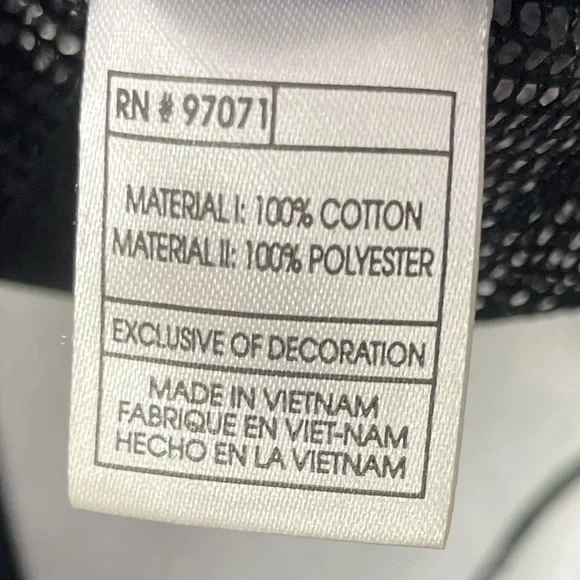 RN # 97071
MATERIAL I: 100% COTTON
MATERIAL II: 100% POLYESTER
EXCLUSIVE OF DECORATION
MADE IN VIETNAM
FABRIQUE EN VIET-NAM
HECHO EN LA VIETNAM